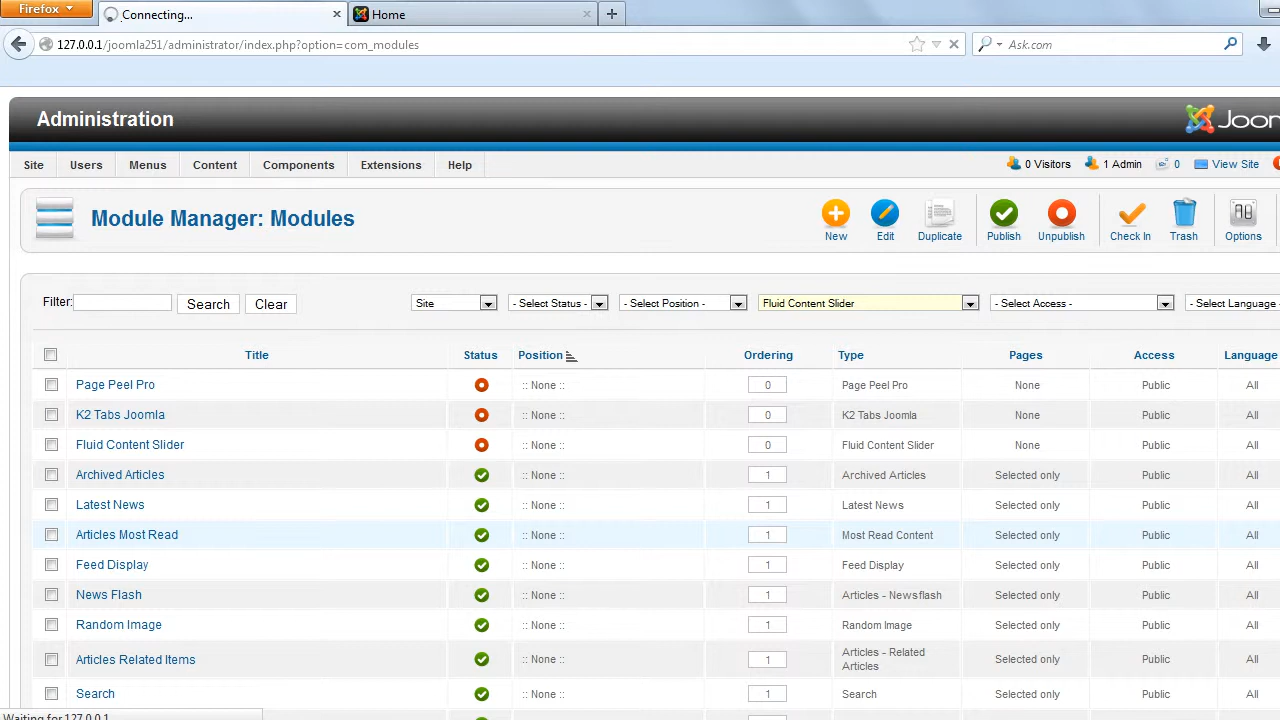 Firefox
Connecting...
Home
127.0.0.1/joomla251/administrator/index.php?option=com_modules
Ask.com
Administration
Site Users Menus Content Components Extensions Help
0 Visitors 1 Admin 0 View Site
Module Manager: Modules
New Edit Duplicate Publish Unpublish Check In Trash Options
Filter: Search Clear
Site - Select Status - - Select Position - Fluid Content Slider - Select Access - - Select Language
Title Status Position Ordering Type Pages Access Language
Page Peel Pro :: None :: 0 Page Peel Pro None Public All
K2 Tabs Joomla :: None :: 0 K2 Tabs Joomla None Public All
Fluid Content Slider :: None :: 0 Fluid Content Slider None Public All
Archived Articles :: None :: 1 Archived Articles Selected only Public All
Latest News :: None :: 1 Latest News Selected only Public All
Articles Most Read :: None :: 1 Most Read Content Selected only Public All
Feed Display :: None :: 1 Feed Display Selected only Public All
News Flash :: None :: 1 Articles - Newsflash Selected only Public All
Random Image :: None :: 1 Random Image Selected only Public All
Articles Related Items :: None :: 1 Articles - Related Articles Selected only Public All
Search :: None :: 1 Search Selected only Public All
Waiting for 127.0.0.1